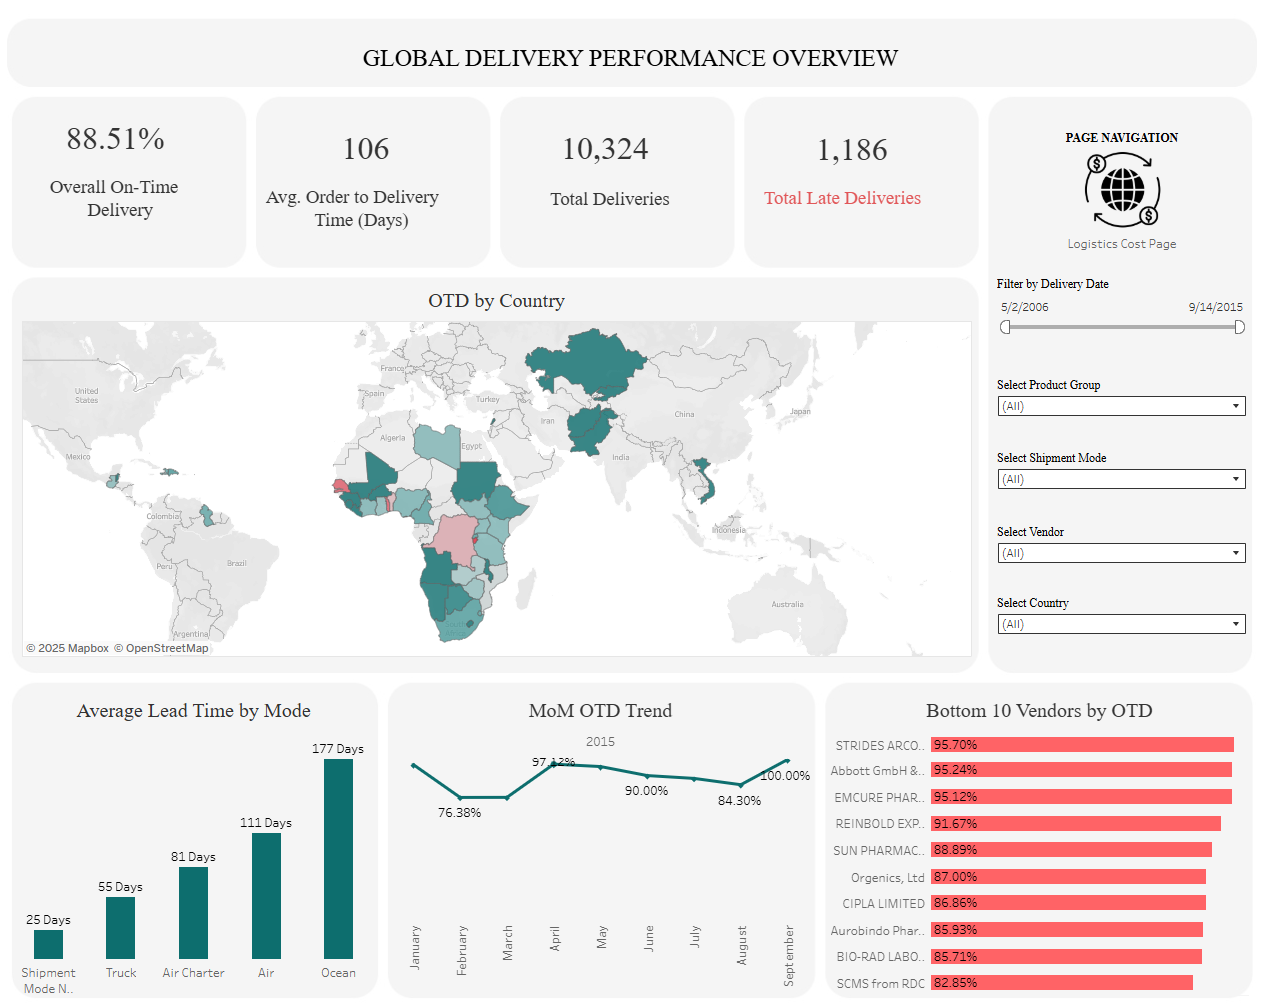 GLOBAL DELIVERY PERFORMANCE OVERVIEW
88.51%
Overall On-Time
Delivery
106
Avg. Order to Delivery
Time (Days)
10,324
Total Deliveries
1,186
Total Late Deliveries
PAGE NAVIGATION
$
$
Logistics Cost Page
Filter by Delivery Date
5/2/2006
9/14/2015
Select Product Group
(All)
Select Shipment Mode
(All)
Select Vendor
(All)
Select Country
(All)
OTD by Country
United
States
Mexico
Colombia
Peru
Brazil
Argentina
France
Spain
Turkey
Algeria
Egypt
Iran
China
Japan
India
Indonesia
Australia
© 2025 Mapbox © OpenStreetMap
Average Lead Time by Mode
25 Days
55 Days
81 Days
111 Days
177 Days
Shipment
Mode N..
Truck
Air Charter
Air
Ocean
MoM OTD Trend
2015
76.38%
97.12%
90.00%
84.30%
100.00%
January
February
March
April
May
June
July
August
September
Bottom 10 Vendors by OTD
STRIDES ARCO.. 95.70%
Abbott GmbH &.. 95.24%
EMCURE PHAR.. 95.12%
REINBOLD EXP.. 91.67%
SUN PHARMAC.. 88.89%
Orgenics, Ltd 87.00%
CIPLA LIMITED 86.86%
Aurobindo Phar.. 85.93%
BIO-RAD LABO.. 85.71%
SCMS from RDC 82.85%